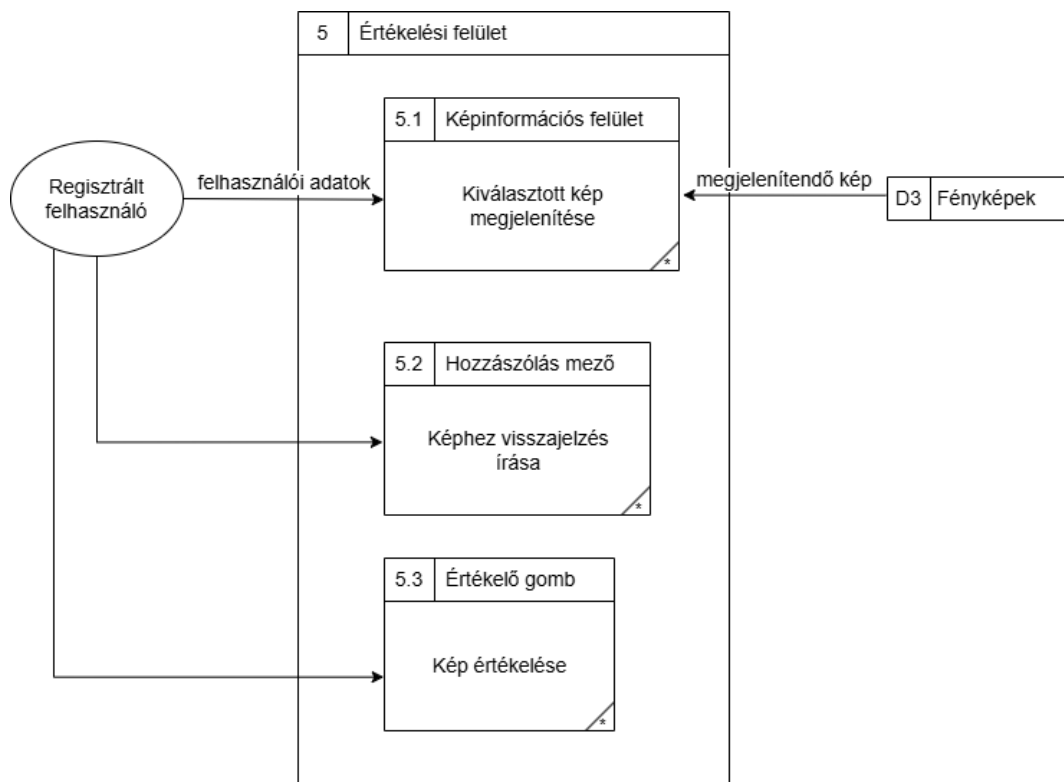 5 Értékelési felület
5.1 Képinformációs felület
Regisztrált
felhasználó
felhasználói adatok
Kiválasztott kép
megjelenítése
*
megjelenítendő kép
D3 Fényképek
5.2 Hozzászólás mező
Képhez visszajelzés
írása
*
5.3 Értékelő gomb
Kép értékelése
*